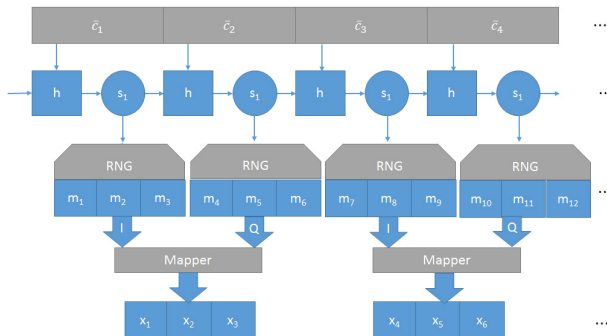 c̄₁ c̄₂ c̄₃ c̄₄ ...
h s₁ h s₁ h s₁ h s₁ ...
RNG RNG RNG RNG
m₁ m₂ m₃ m₄ m₅ m₆ m₇ m₈ m₉ m₁₀ m₁₁ m₁₂ ...
I Q I Q
Mapper Mapper
x₁ x₂ x₃ x₄ x₅ x₆ ...